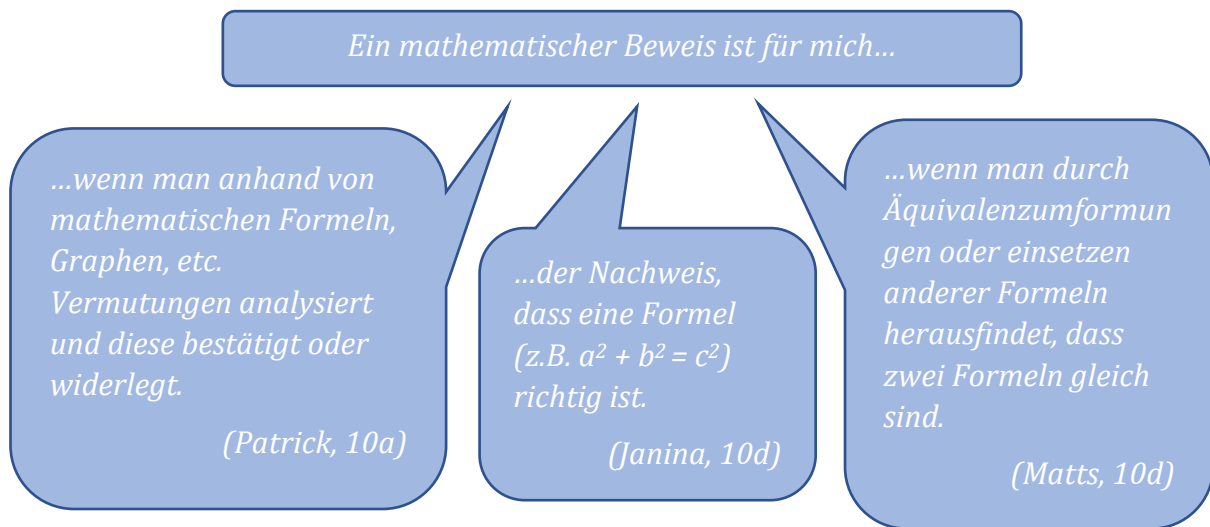 Ein mathematischer Beweis ist für mich…
…wenn man anhand von
mathematischen Formeln,
Graphen, etc.
Vermutungen analysiert
und diese bestätigt oder
widerlegt.
(Patrick, 10a)
…der Nachweis,
dass eine Formel
(z.B. a² + b² = c²)
richtig ist.
(Janina, 10d)
…wenn man durch
Äquivalenzumformun
gen oder einsetzen
anderer Formeln
herausfindet, dass
zwei Formeln gleich
sind.
(Matts, 10d)